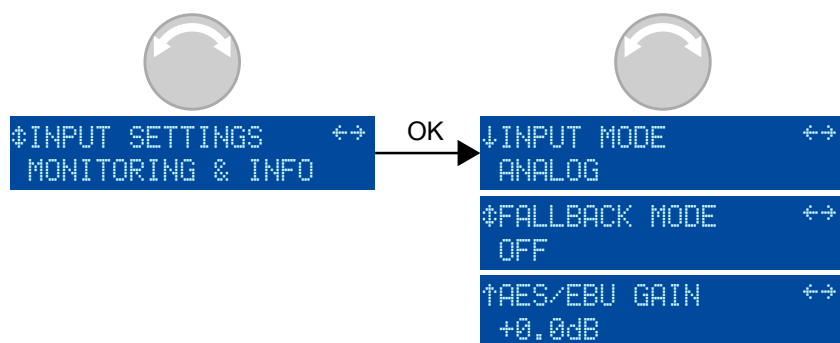 ↕INPUT SETTINGS ←→
MONITORING & INFO
OK
↓INPUT MODE ←→
ANALOG
↕FALLBACK MODE ←→
OFF
↑AES/EBU GAIN ←→
+0.0dB